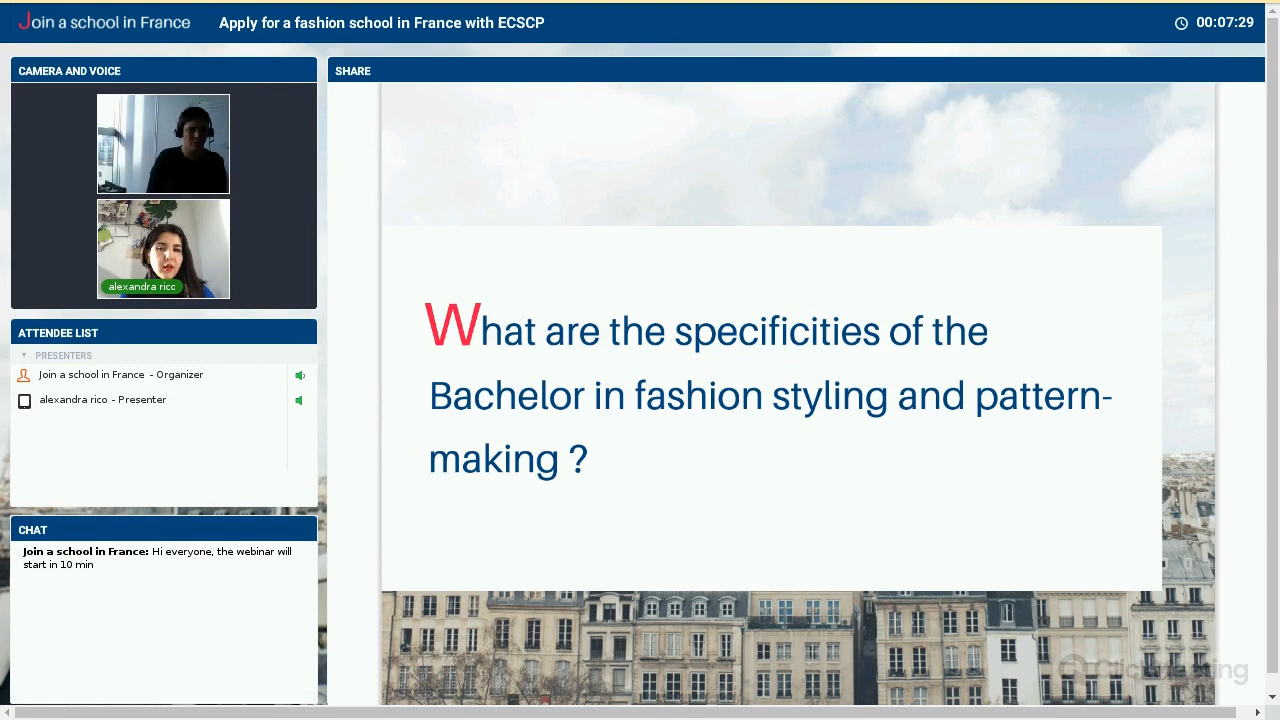 Join a school in France
Apply for a fashion school in France with ECSCP
00:07:29
CAMERA AND VOICE
alexandra rico
ATTENDEE LIST
PRESENTERS
Join a school in France - Organizer
alexandra rico - Presenter
CHAT
Join a school in France: Hi everyone, the webinar will
start in 10 min
SHARE
What are the specificities of the
Bachelor in fashion styling and pattern-
making ?
ClickMeeting